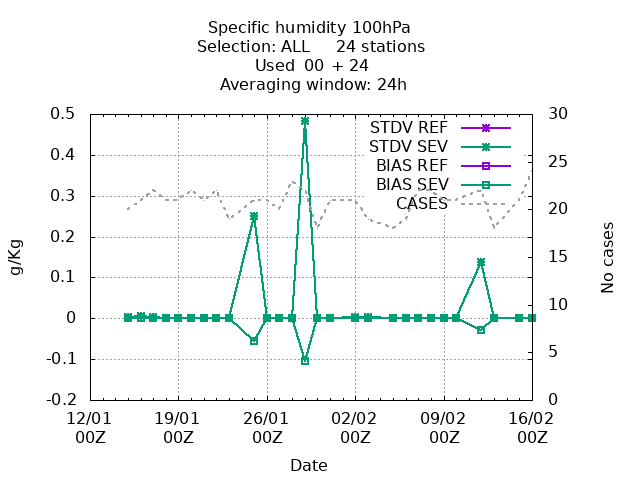 Specific humidity 100hPa
Selection: ALL 24 stations
Used 00 + 24
Averaging window: 24h
0.5
0.4
0.3
0.2
0.1
0
-0.1
-0.2
g/Kg
STDV REF
STDV SEV
BIAS REF
BIAS SEV
CASES
30
25
20
15
10
5
0
No cases
12/01 19/01 26/01 02/02 09/02 16/02
00Z 00Z 00Z 00Z 00Z 00Z
Date